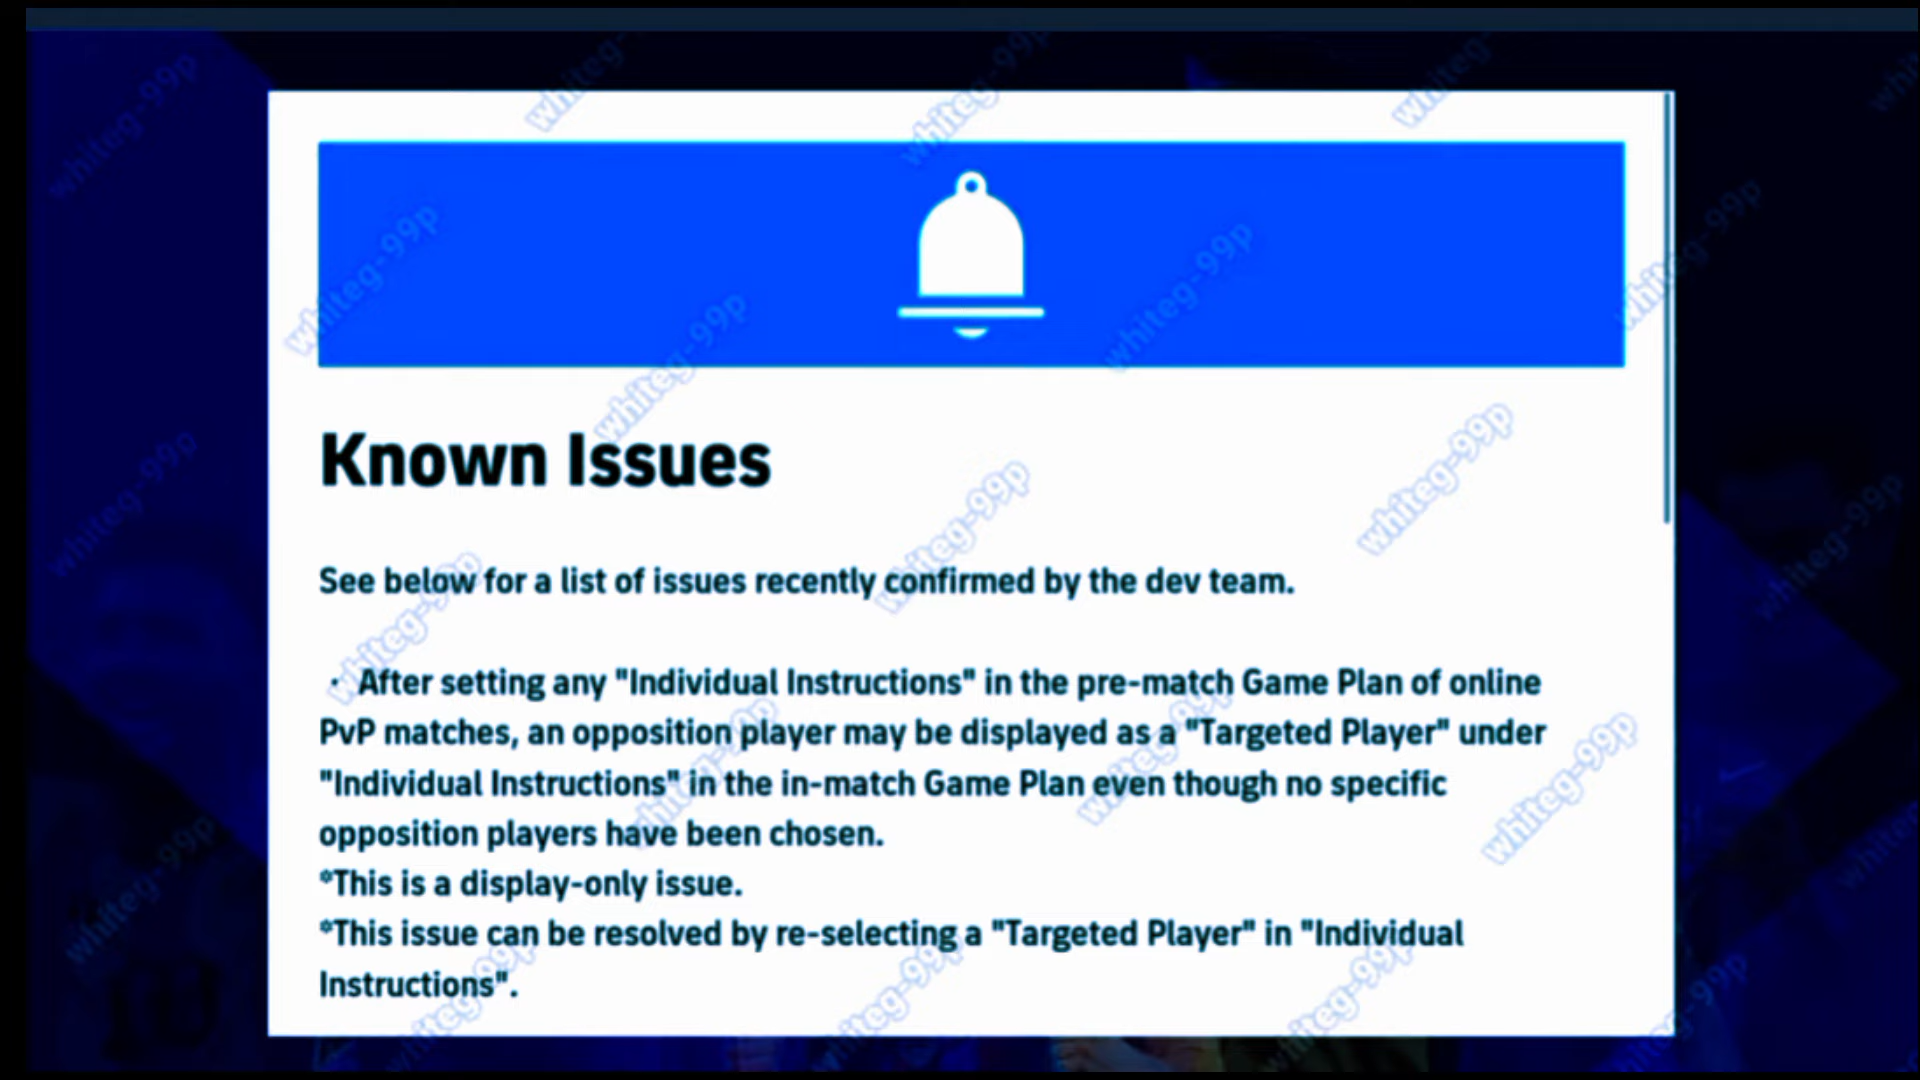 Known Issues
See below for a list of issues recently confirmed by the dev team.
· After setting any "Individual Instructions" in the pre-match Game Plan of online
PvP matches, an opposition player may be displayed as a "Targeted Player" under
"Individual Instructions" in the in-match Game Plan even though no specific
opposition players have been chosen.
*This is a display-only issue.
*This issue can be resolved by re-selecting a "Targeted Player" in "Individual
Instructions".
whiteg-99p